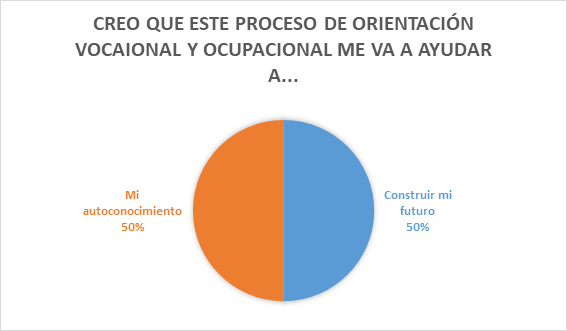 CREO QUE ESTE PROCESO DE ORIENTACIÓN
VOCAIONAL Y OCUPACIONAL ME VA A AYUDAR
A...
Mi
autoconocimiento
50%
Construir mi
futuro
50%